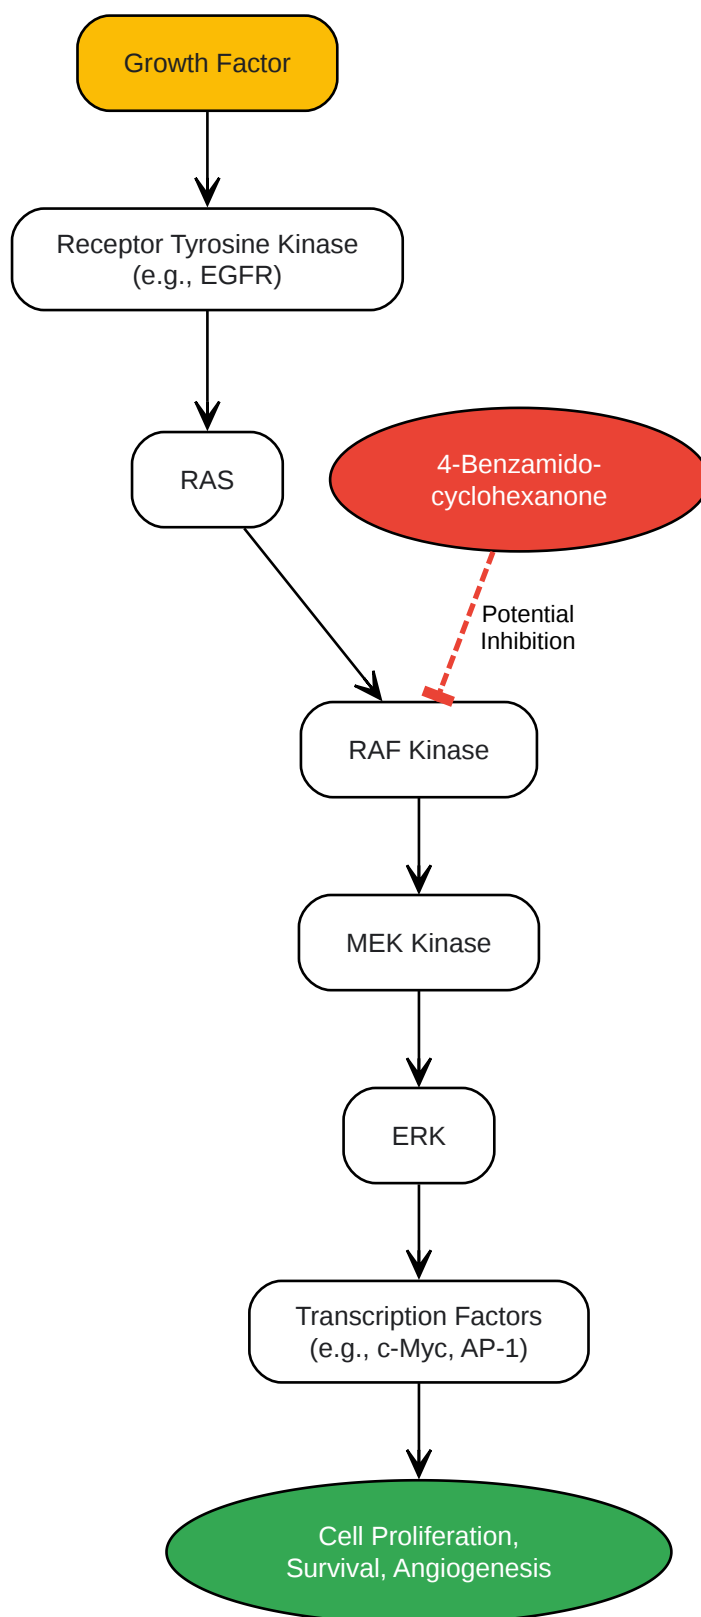 Growth Factor
Receptor Tyrosine Kinase
(e.g., EGFR)
RAS
4-Benzamido-
cyclohexanone
Potential
Inhibition
RAF Kinase
MEK Kinase
ERK
Transcription Factors
(e.g., c-Myc, AP-1)
Cell Proliferation,
Survival, Angiogenesis